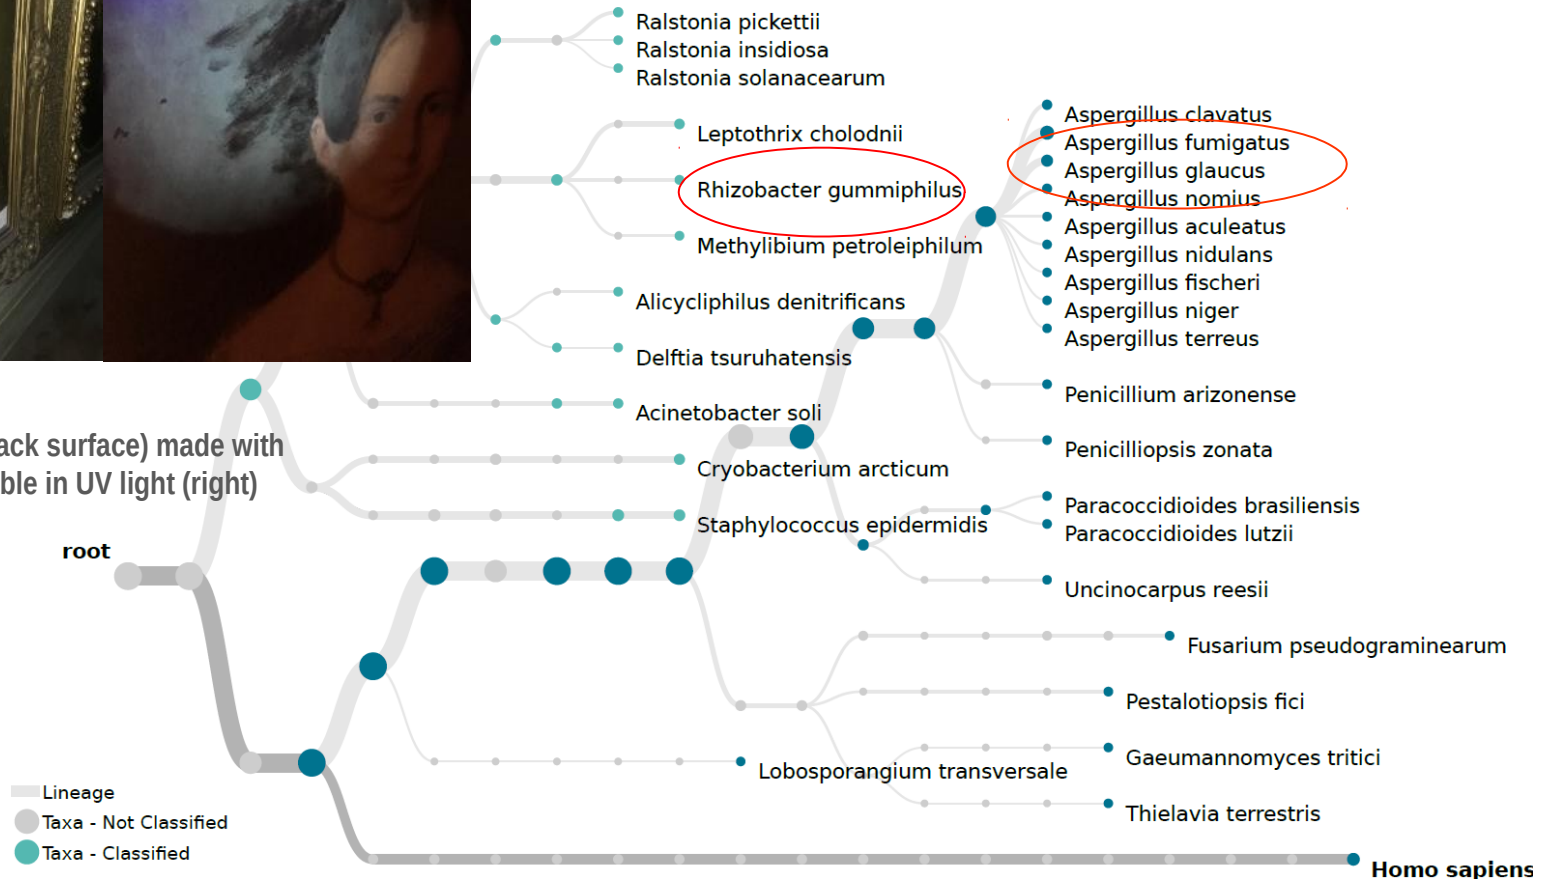 Ralstonia pickettii
Ralstonia insidiosa
Ralstonia solanacearum
Leptothrix cholodnii
Rhizobacter gummiphilus
Methylibium petroleiphilum
Alicycliphilus denitrificans
Delftia tsuruhatensis
Acinetobacter soli
Cryobacterium arcticum
Staphylococcus epidermidis
Aspergillus clavatus
Aspergillus fumigatus
Aspergillus glaucus
Aspergillus nomius
Aspergillus aculeatus
Aspergillus nidulans
Aspergillus fischeri
Aspergillus niger
Aspergillus terreus
Penicillium arizonense
Penicilliopsis zonata
Paracoccidioides brasiliensis
Paracoccidioides lutzii
Uncinocarpus reesii
Fusarium pseudograminearum
Pestalotiopsis fici
Gaeumannomyces tritici
Thielavia terrestris
Lobosporangium transversale
Homo sapiens
ack surface) made with
ble in UV light (right)
root
Lineage
Taxa - Not Classified
Taxa - Classified